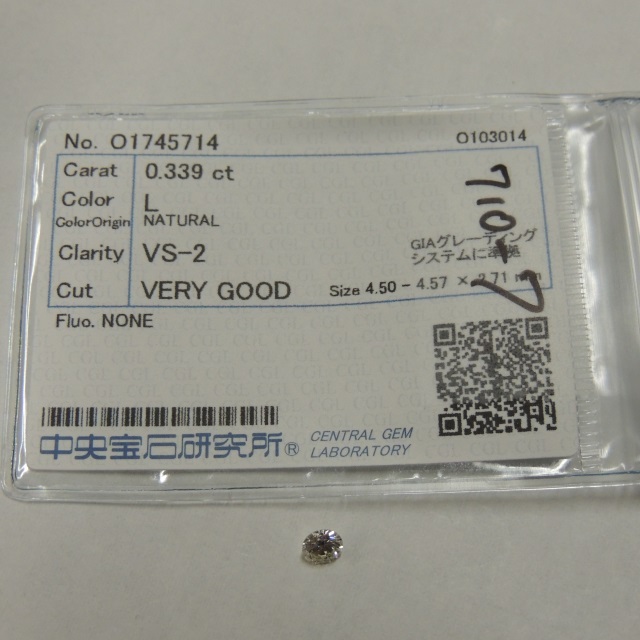 No. O1745714
O103014
Carat 0.339 ct
Color L
ColorOrigin NATURAL
Clarity VS-2
GIAグレーディング
システムに準拠
Cut VERY GOOD Size 4.50 - 4.57 × 2.71 mm
Fluo. NONE
中央宝石研究所® CENTRAL GEM
LABORATORY